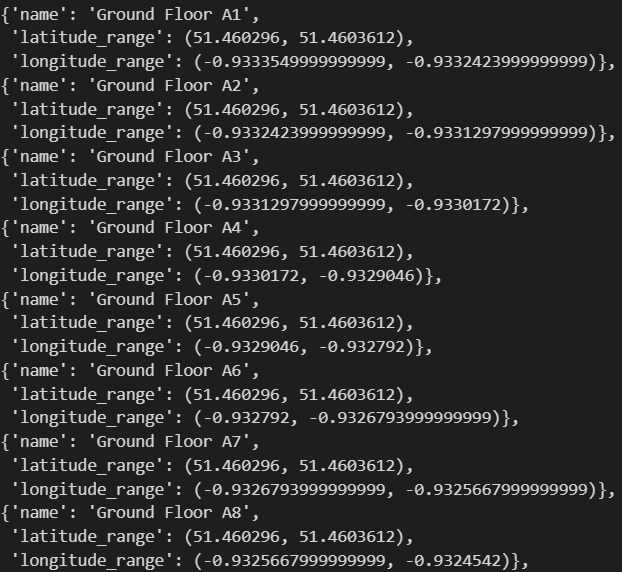 {'name': 'Ground Floor A1',
 'latitude_range': (51.460296, 51.4603612),
 'longitude_range': (-0.9333549999999999, -0.9332423999999999)},
{'name': 'Ground Floor A2',
 'latitude_range': (51.460296, 51.4603612),
 'longitude_range': (-0.9332423999999999, -0.9331297999999999)},
{'name': 'Ground Floor A3',
 'latitude_range': (51.460296, 51.4603612),
 'longitude_range': (-0.9331297999999999, -0.9330172)},
{'name': 'Ground Floor A4',
 'latitude_range': (51.460296, 51.4603612),
 'longitude_range': (-0.9330172, -0.9329046)},
{'name': 'Ground Floor A5',
 'latitude_range': (51.460296, 51.4603612),
 'longitude_range': (-0.9329046, -0.932792)},
{'name': 'Ground Floor A6',
 'latitude_range': (51.460296, 51.4603612),
 'longitude_range': (-0.932792, -0.9326793999999999)},
{'name': 'Ground Floor A7',
 'latitude_range': (51.460296, 51.4603612),
 'longitude_range': (-0.9326793999999999, -0.9325667999999999)},
{'name': 'Ground Floor A8',
 'latitude_range': (51.460296, 51.4603612),
 'longitude_range': (-0.9325667999999999, -0.9324542)},